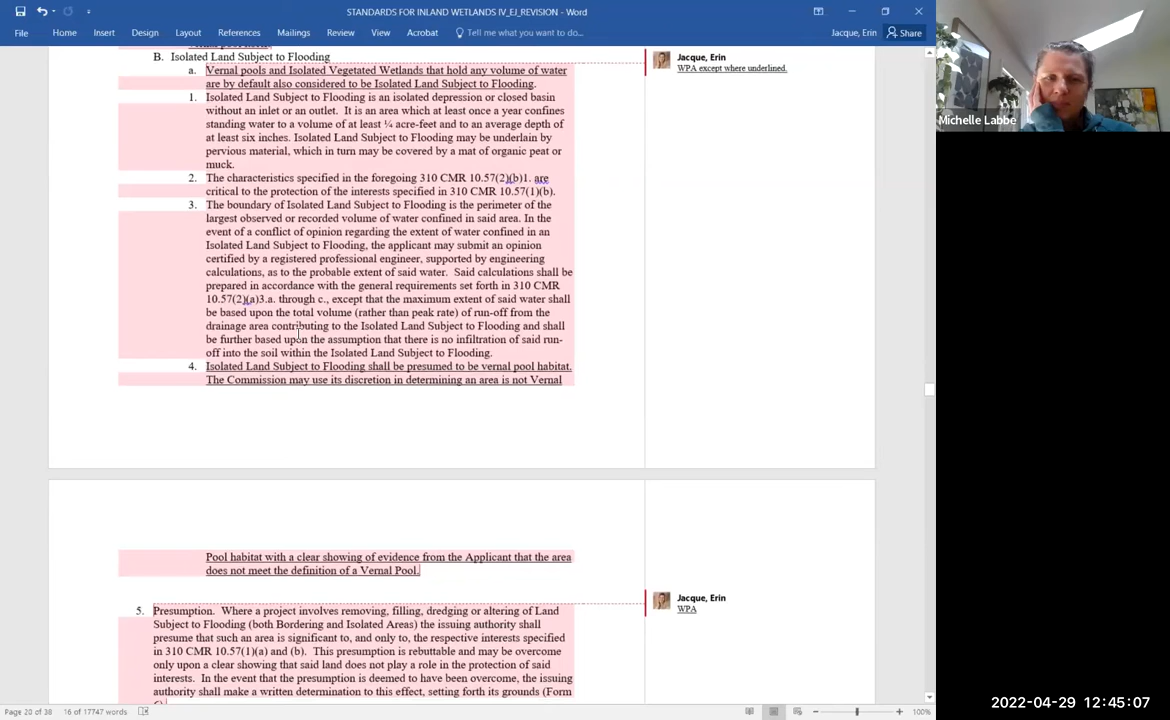 STANDARDS FOR INLAND WETLANDS IV_EJ_REVISION - Word
File Home Insert Draw Design Layout References Mailings Review View Acrobat Tell me what you want to do... Jacque, Erin Share
B. Isolated Land Subject to Flooding
a. Vernal pools and Isolated Vegetated Wetlands that hold any volume of water
are by default also considered to be Isolated Land Subject to Flooding.
1. Isolated Land Subject to Flooding is an isolated depression or closed basin
without an inlet or an outlet. It is an area which at least once a year confines
standing water to a volume of at least ¼ acre-feet and to an average depth of
at least six inches. Isolated Land Subject to Flooding may be underlain by
pervious material, which in turn may be covered by a mat of organic peat or
muck.
2. The characteristics specified in the foregoing 310 CMR 10.57(2)(b)1. are
critical to the protection of the interests specified in 310 CMR 10.57(1)(b).
3. The boundary of Isolated Land Subject to Flooding is the perimeter of the
largest observed or recorded volume of water confined in said area. In the
event of a conflict of opinion regarding the extent of water confined in an
Isolated Land Subject to Flooding, the applicant may submit an opinion
certified by a registered professional engineer, supported by engineering
calculations, as to the probable extent of said water. Said calculations shall be
prepared in accordance with the general requirements set forth in 310 CMR
10.57(2)(a)3.a. through c., except that the maximum extent of said water shall
be based upon the total volume (rather than peak rate) of run-off from the
drainage area contributing to the Isolated Land Subject to Flooding and shall
be further based upon the assumption that there is no infiltration of said run-
off into the soil within the Isolated Land Subject to Flooding.
4. Isolated Land Subject to Flooding shall be presumed to be vernal pool habitat.
The Commission may use its discretion in determining an area is not Vernal
Pool habitat with a clear showing of evidence from the Applicant that the area
does not meet the definition of a Vernal Pool.
5. Presumption. Where a project involves removing, filling, dredging or altering of Land
Subject to Flooding (both Bordering and Isolated Areas) the issuing authority shall
presume that such an area is significant to, and only to, the respective interests specified
in 310 CMR 10.57(1)(a) and (b). This presumption is rebuttable and may be overcome
only upon a clear showing that said land does not play a role in the protection of said
interests. In the event that the presumption is deemed to have been overcome, the issuing
authority shall make a written determination to this effect, setting forth its grounds (Form
Jacque, Erin
WPA except where underlined.
Jacque, Erin
WPA
Michelle Labbe
2022-04-29 12:45:07
Page 20 of 38 16 of 17747 words 100%